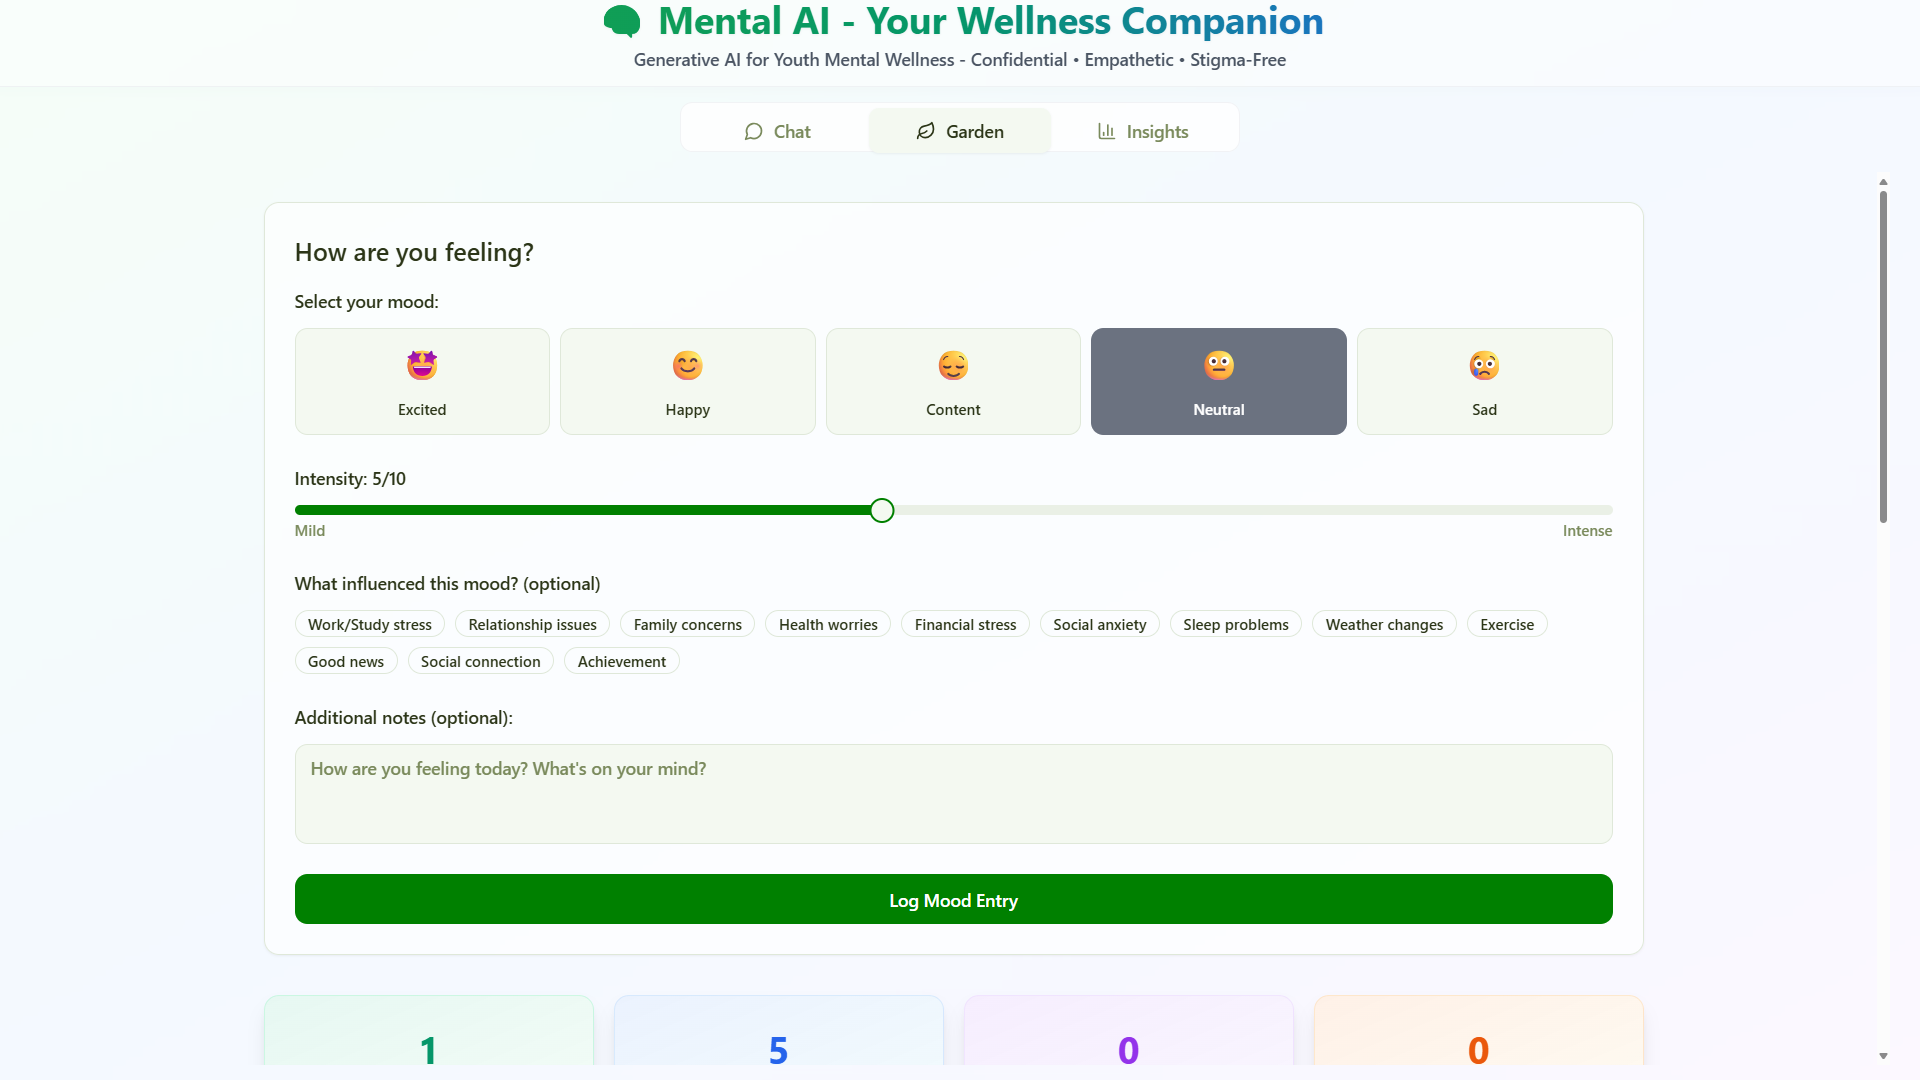 Mental AI - Your Wellness Companion
Generative AI for Youth Mental Wellness - Confidential • Empathetic • Stigma-Free
Chat Garden Insights
How are you feeling?
Select your mood:
Excited Happy Content Neutral Sad
Intensity: 5/10
Mild Intense
What influenced this mood? (optional)
Work/Study stress Relationship issues Family concerns Health worries Financial stress Social anxiety Sleep problems Weather changes Exercise
Good news Social connection Achievement
Additional notes (optional):
How are you feeling today? What's on your mind?
Log Mood Entry
1 5 0 0